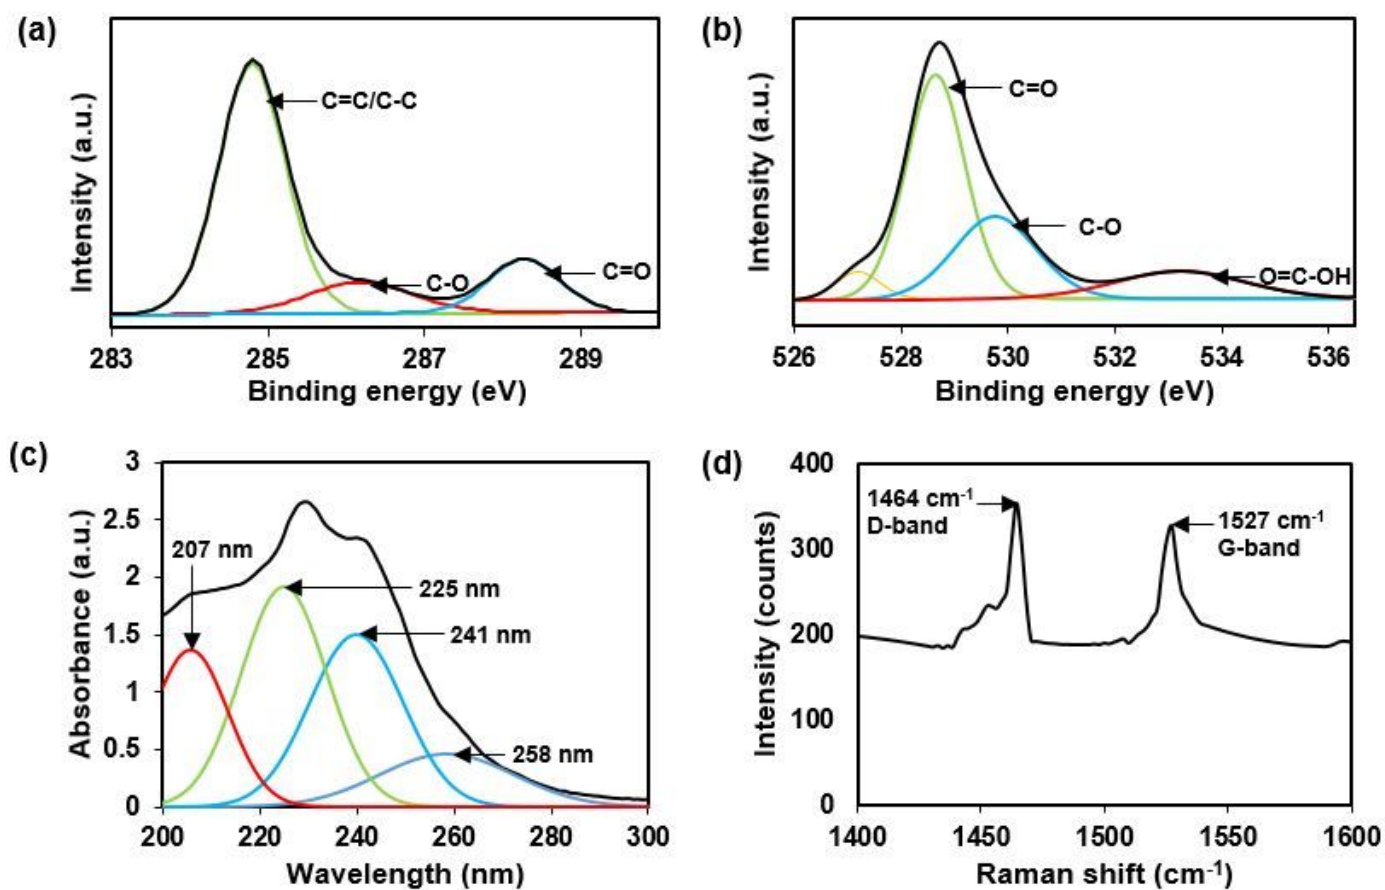 (a)
C=C/C-C
C-O
C=O
Intensity (a.u.)
283 285 287 289
Binding energy (eV)
(b)
C=O
C-O
O=C-OH
Intensity (a.u.)
526 528 530 532 534 536
Binding energy (eV)
(c)
3
2.5
2
1.5
1
0.5
0
207 nm
225 nm
241 nm
258 nm
Absorbance (a.u.)
200 220 240 260 280 300
Wavelength (nm)
(d)
400
300
200
100
0
1464 cm⁻¹
D-band
1527 cm⁻¹
G-band
Intensity (counts)
1400 1450 1500 1550 1600
Raman shift (cm⁻¹)